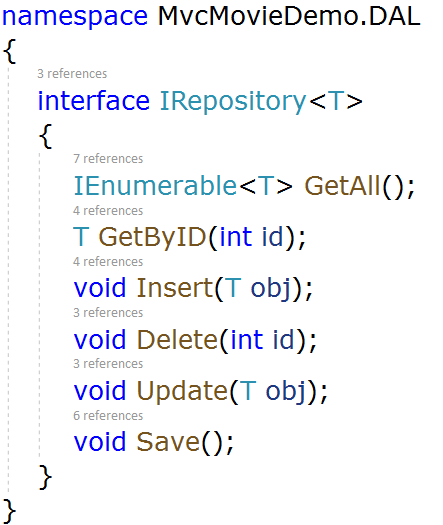 namespace MvcMovieDemo.DAL
{
3 references
interface IRepository<T>
{
7 references
IEnumerable<T> GetAll();
4 references
T GetByID(int id);
4 references
void Insert(T obj);
3 references
void Delete(int id);
3 references
void Update(T obj);
6 references
void Save();
}
}